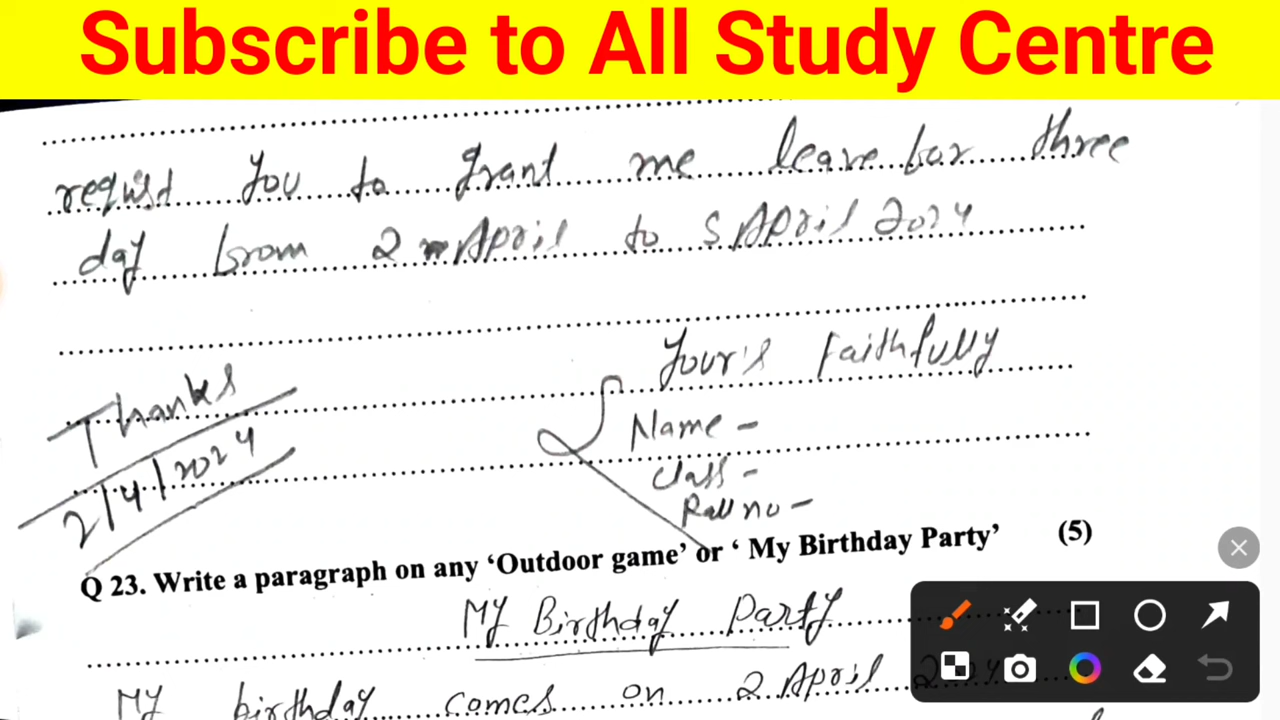 Subscribe to All Study Centre
requist you to grant me leave for three
day from 2 April to 5 April 2024
Your's Faithfully
Thanks
Name -
2/4/2024
Class -
Roll no -
Q 23. Write a paragraph on any ‘Outdoor game’ or ‘ My Birthday Party’ (5)
My Birthday Party
My birthday comes on 2 April